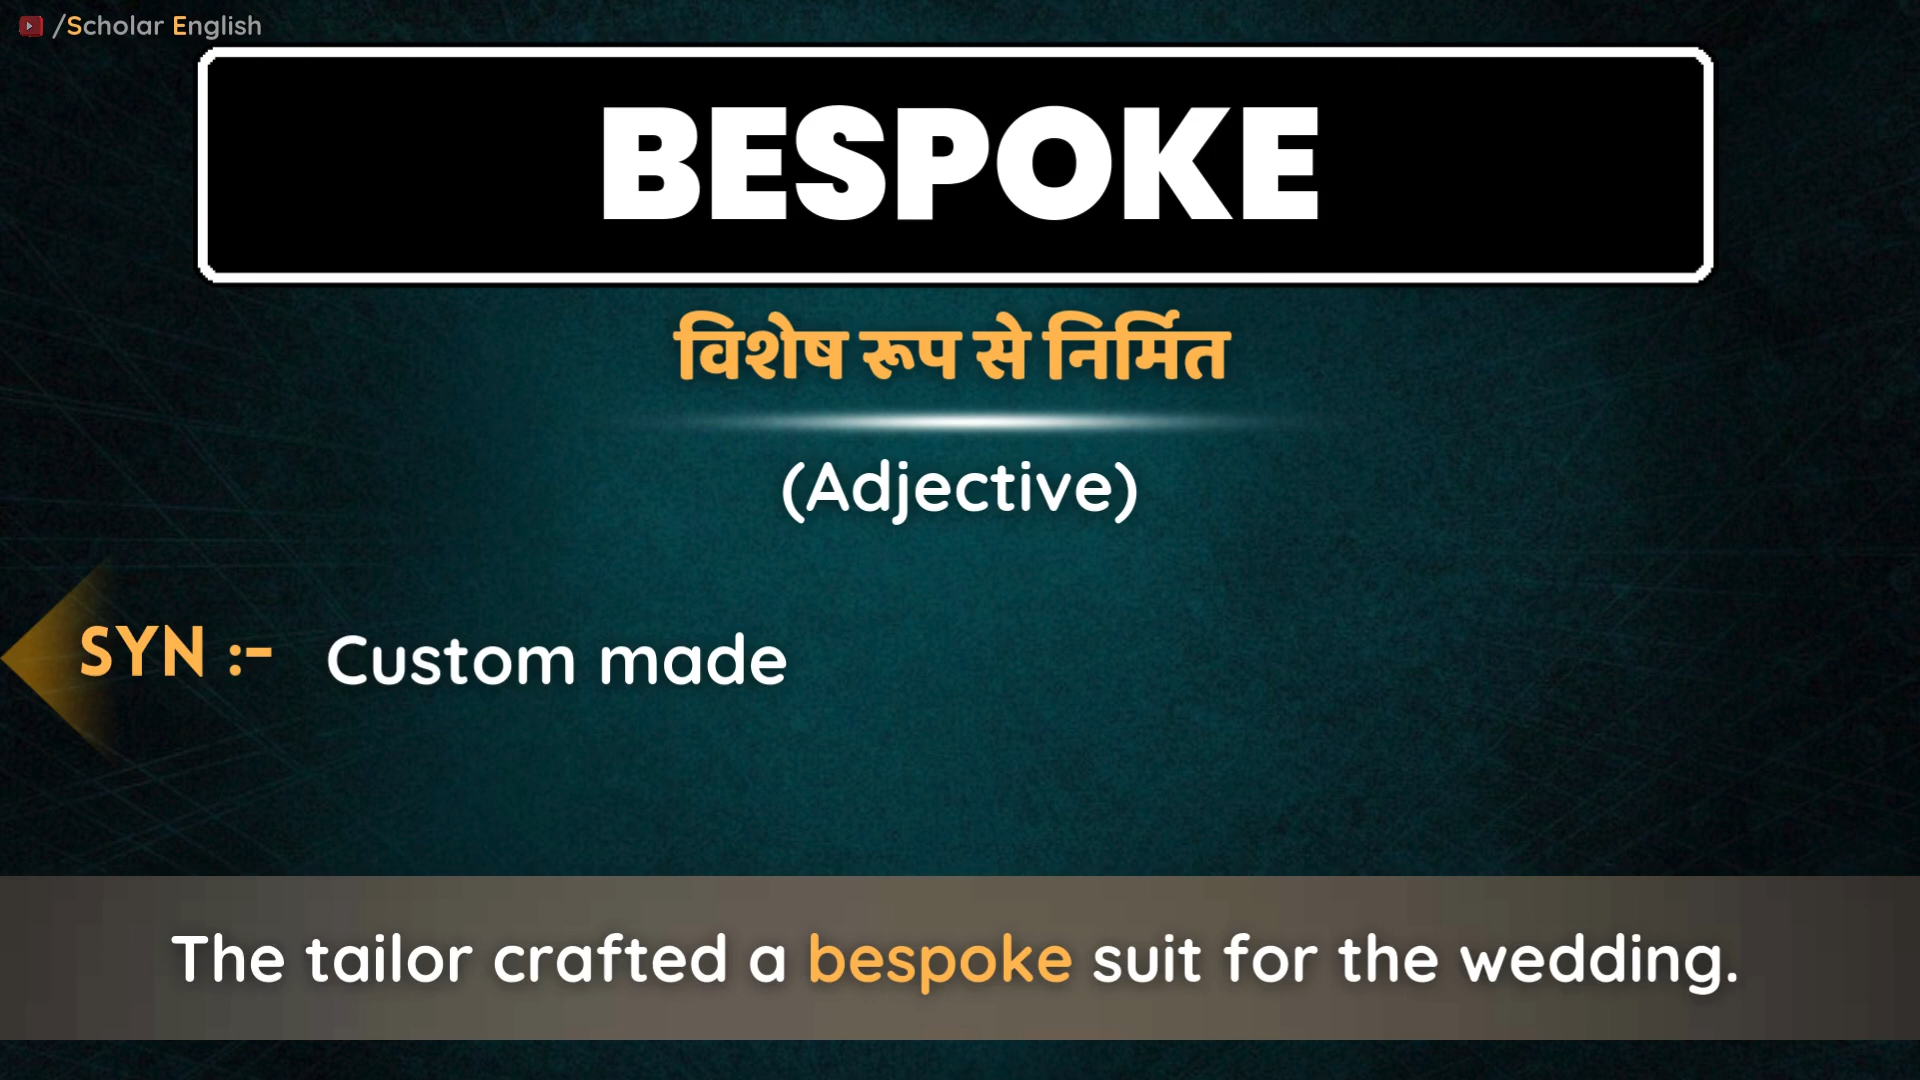 /Scholar English
BESPOKE
विशेष रूप से निर्मित
(Adjective)
SYN :- Custom made
The tailor crafted a bespoke suit for the wedding.